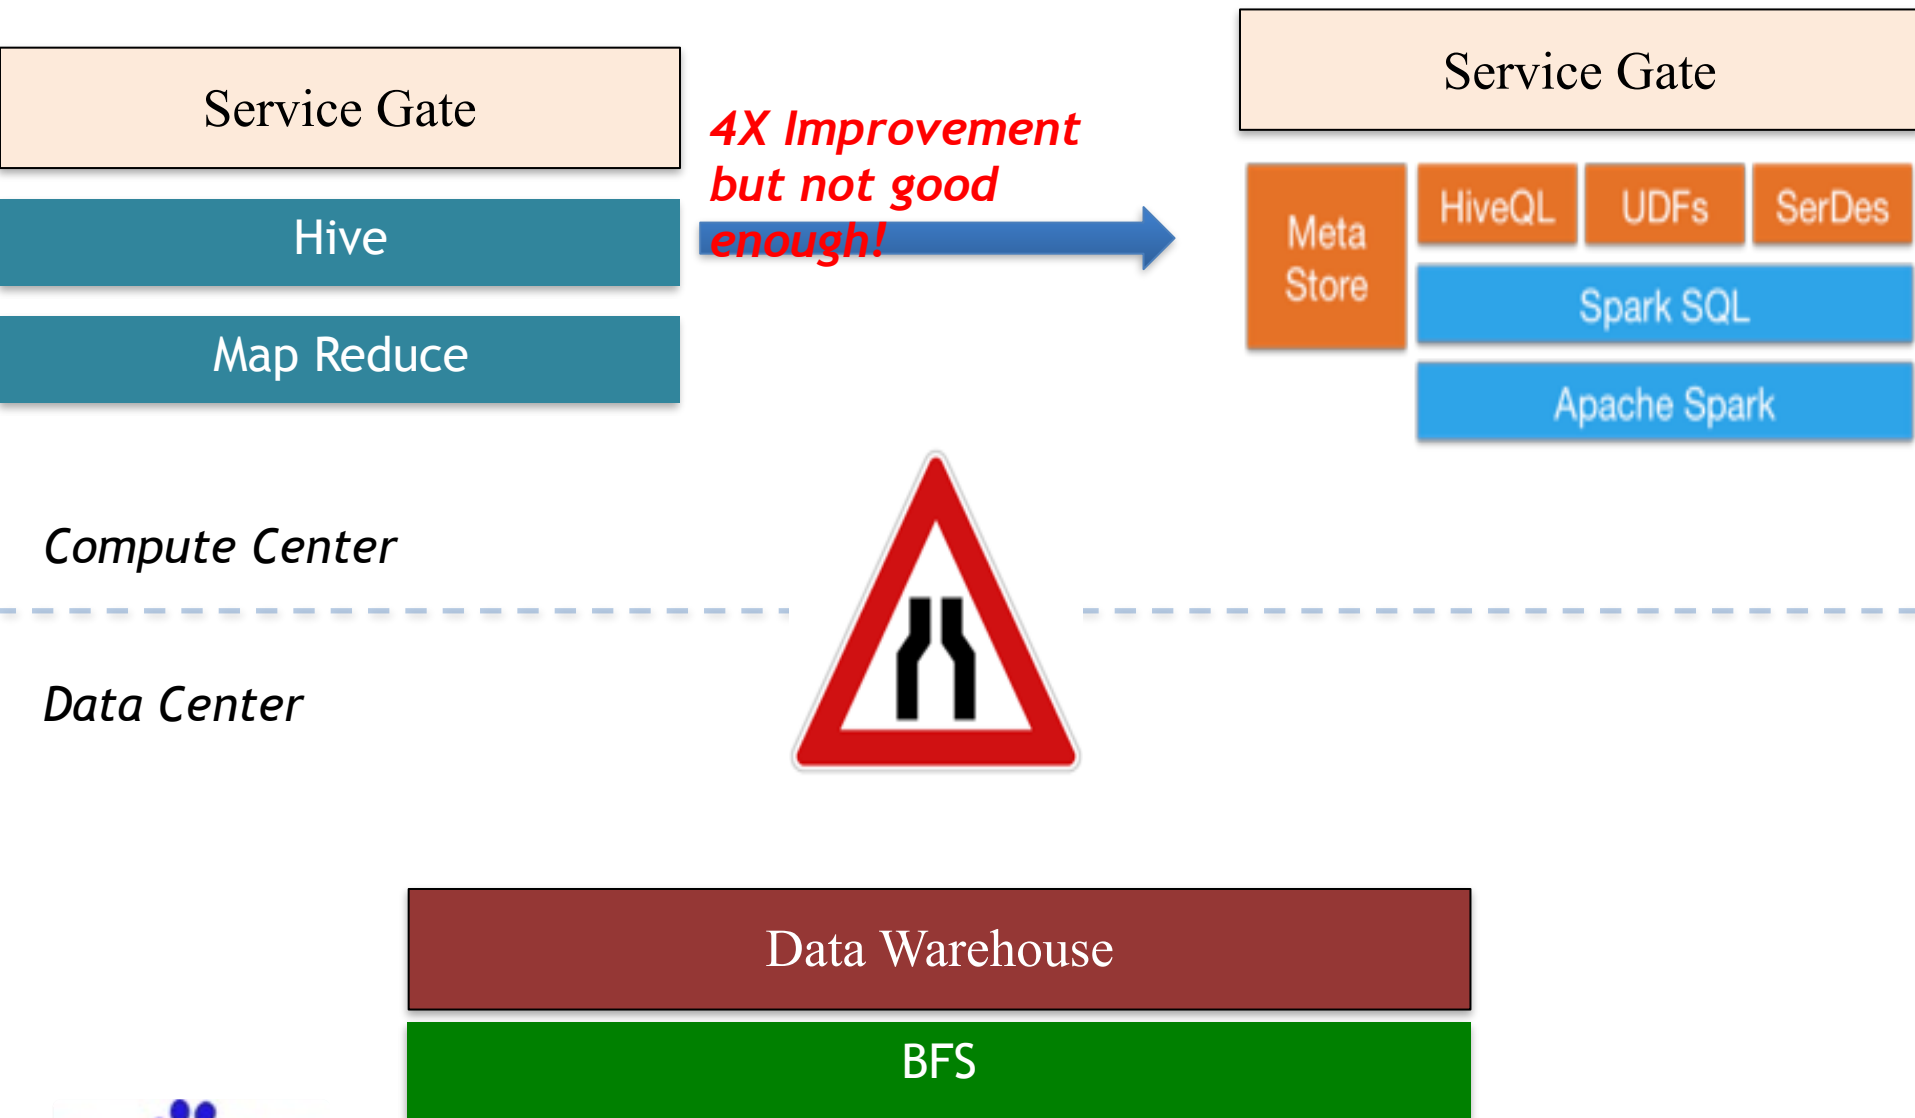 Service Gate
Hive
Map Reduce
4X Improvement
but not good
enough!
Service Gate
Meta
Store
HiveQL
UDFs
SerDes
Spark SQL
Apache Spark
Compute Center
Data Center
Data Warehouse
BFS